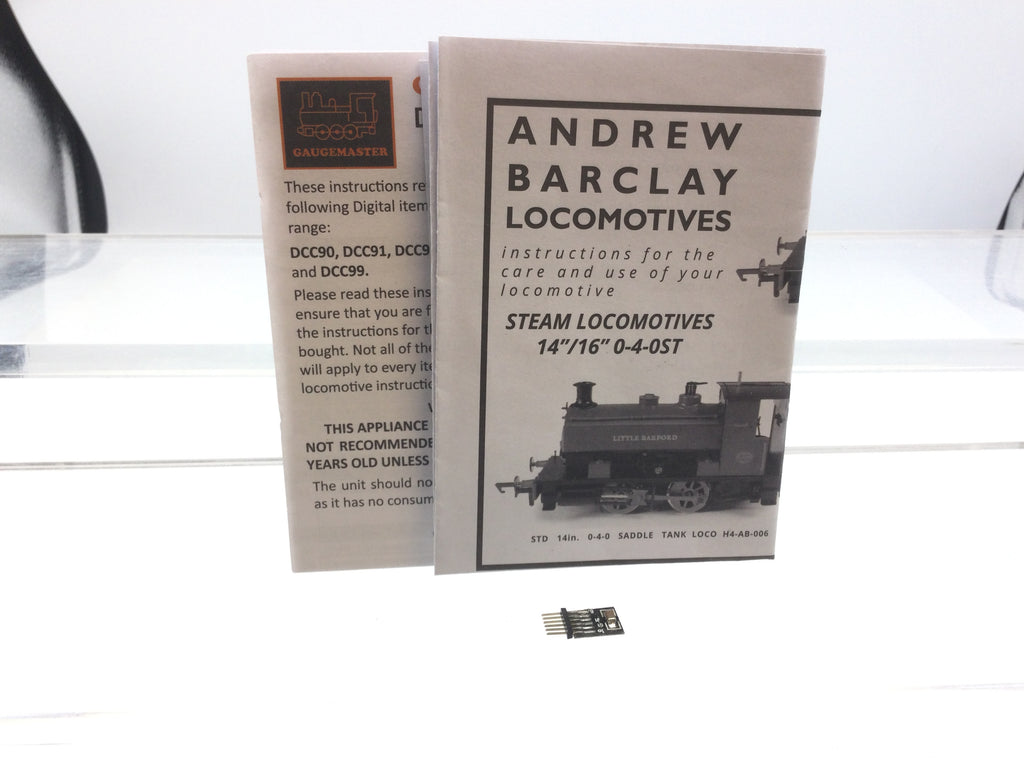 GAUGEMASTER
These instructions re
following Digital item
range:
DCC90, DCC91, DCC9
and DCC99.
Please read these ins
ensure that you are f
the instructions for t
bought. Not all of the
will apply to every ite
locomotive instructio
THIS APPLIANCE
NOT RECOMMENDE
YEARS OLD UNLESS
The unit should no
as it has no consum
ANDREW
BARCLAY
LOCOMOTIVES
instructions for the
care and use of your
locomotive
STEAM LOCOMOTIVES
14”/16” 0-4-0ST
LITTLE BARFORD
STD 14in. 0-4-0 SADDLE TANK LOCO H4-AB-006